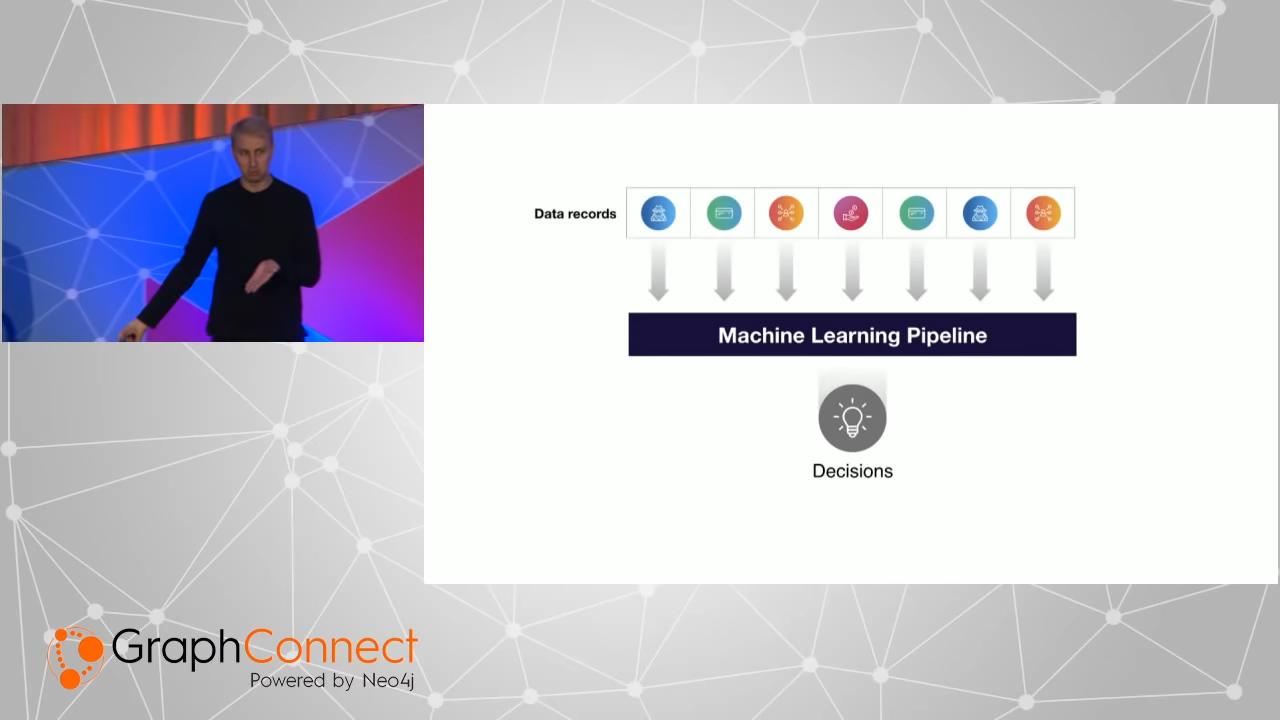 Data records
Machine Learning Pipeline
Decisions
GraphConnect
Powered by Neo4j